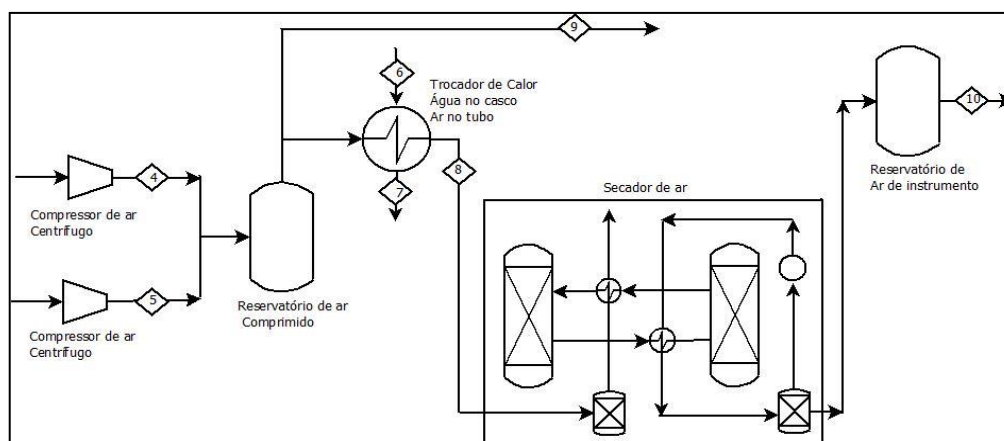 9
6
Trocador de Calor
Água no casco
Ar no tubo
10
4
7
8
Reservatório de
Ar de instrumento
Compressor de ar
Centrífugo
Secador de ar
5
Reservatório de ar
Comprimido
Compressor de ar
Centrífugo